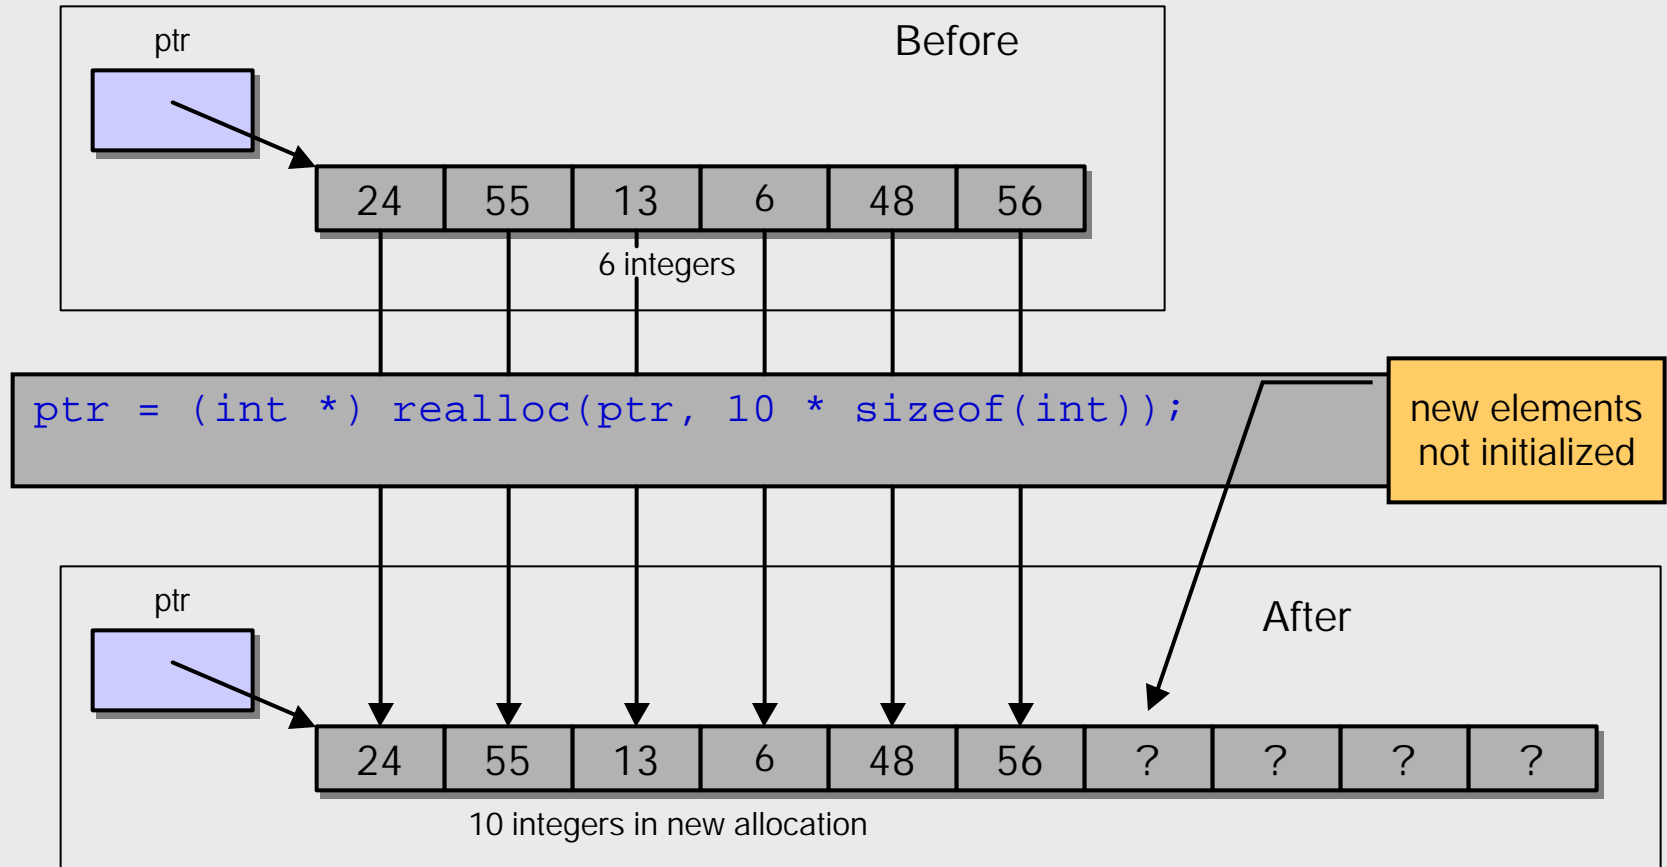 Before
ptr
24 55 13 6 48 56
6 integers
ptr = (int *) realloc(ptr, 10 * sizeof(int));
new elements
not initialized
After
ptr
24 55 13 6 48 56 ? ? ? ?
10 integers in new allocation